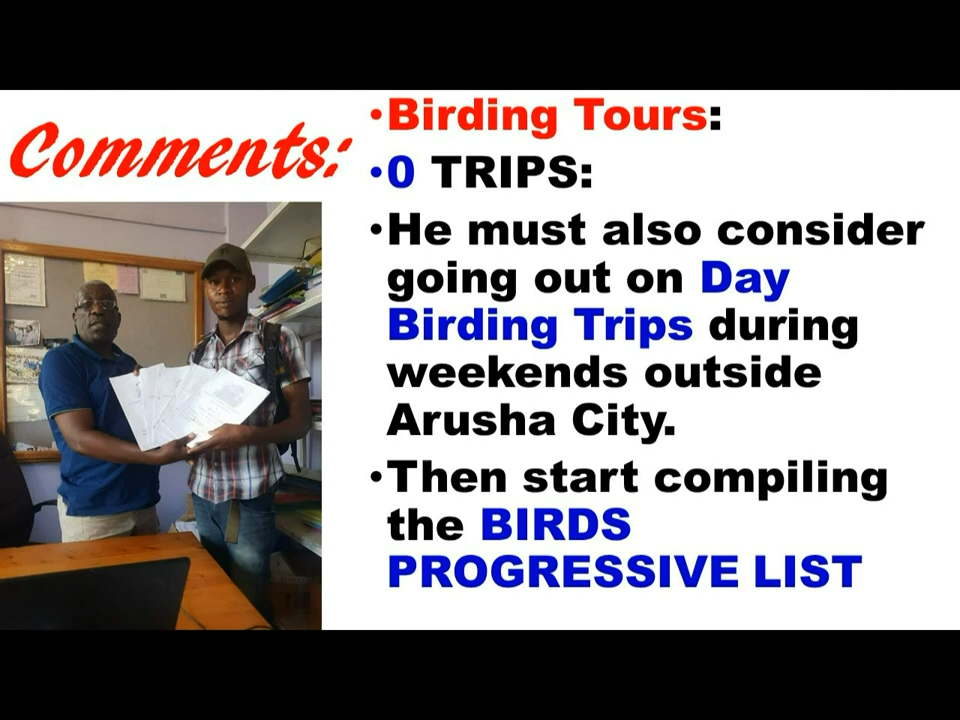 Comments:
•Birding Tours:
•0 TRIPS:
•He must also consider
going out on Day
Birding Trips during
weekends outside
Arusha City.
•Then start compiling
the BIRDS
PROGRESSIVE LIST